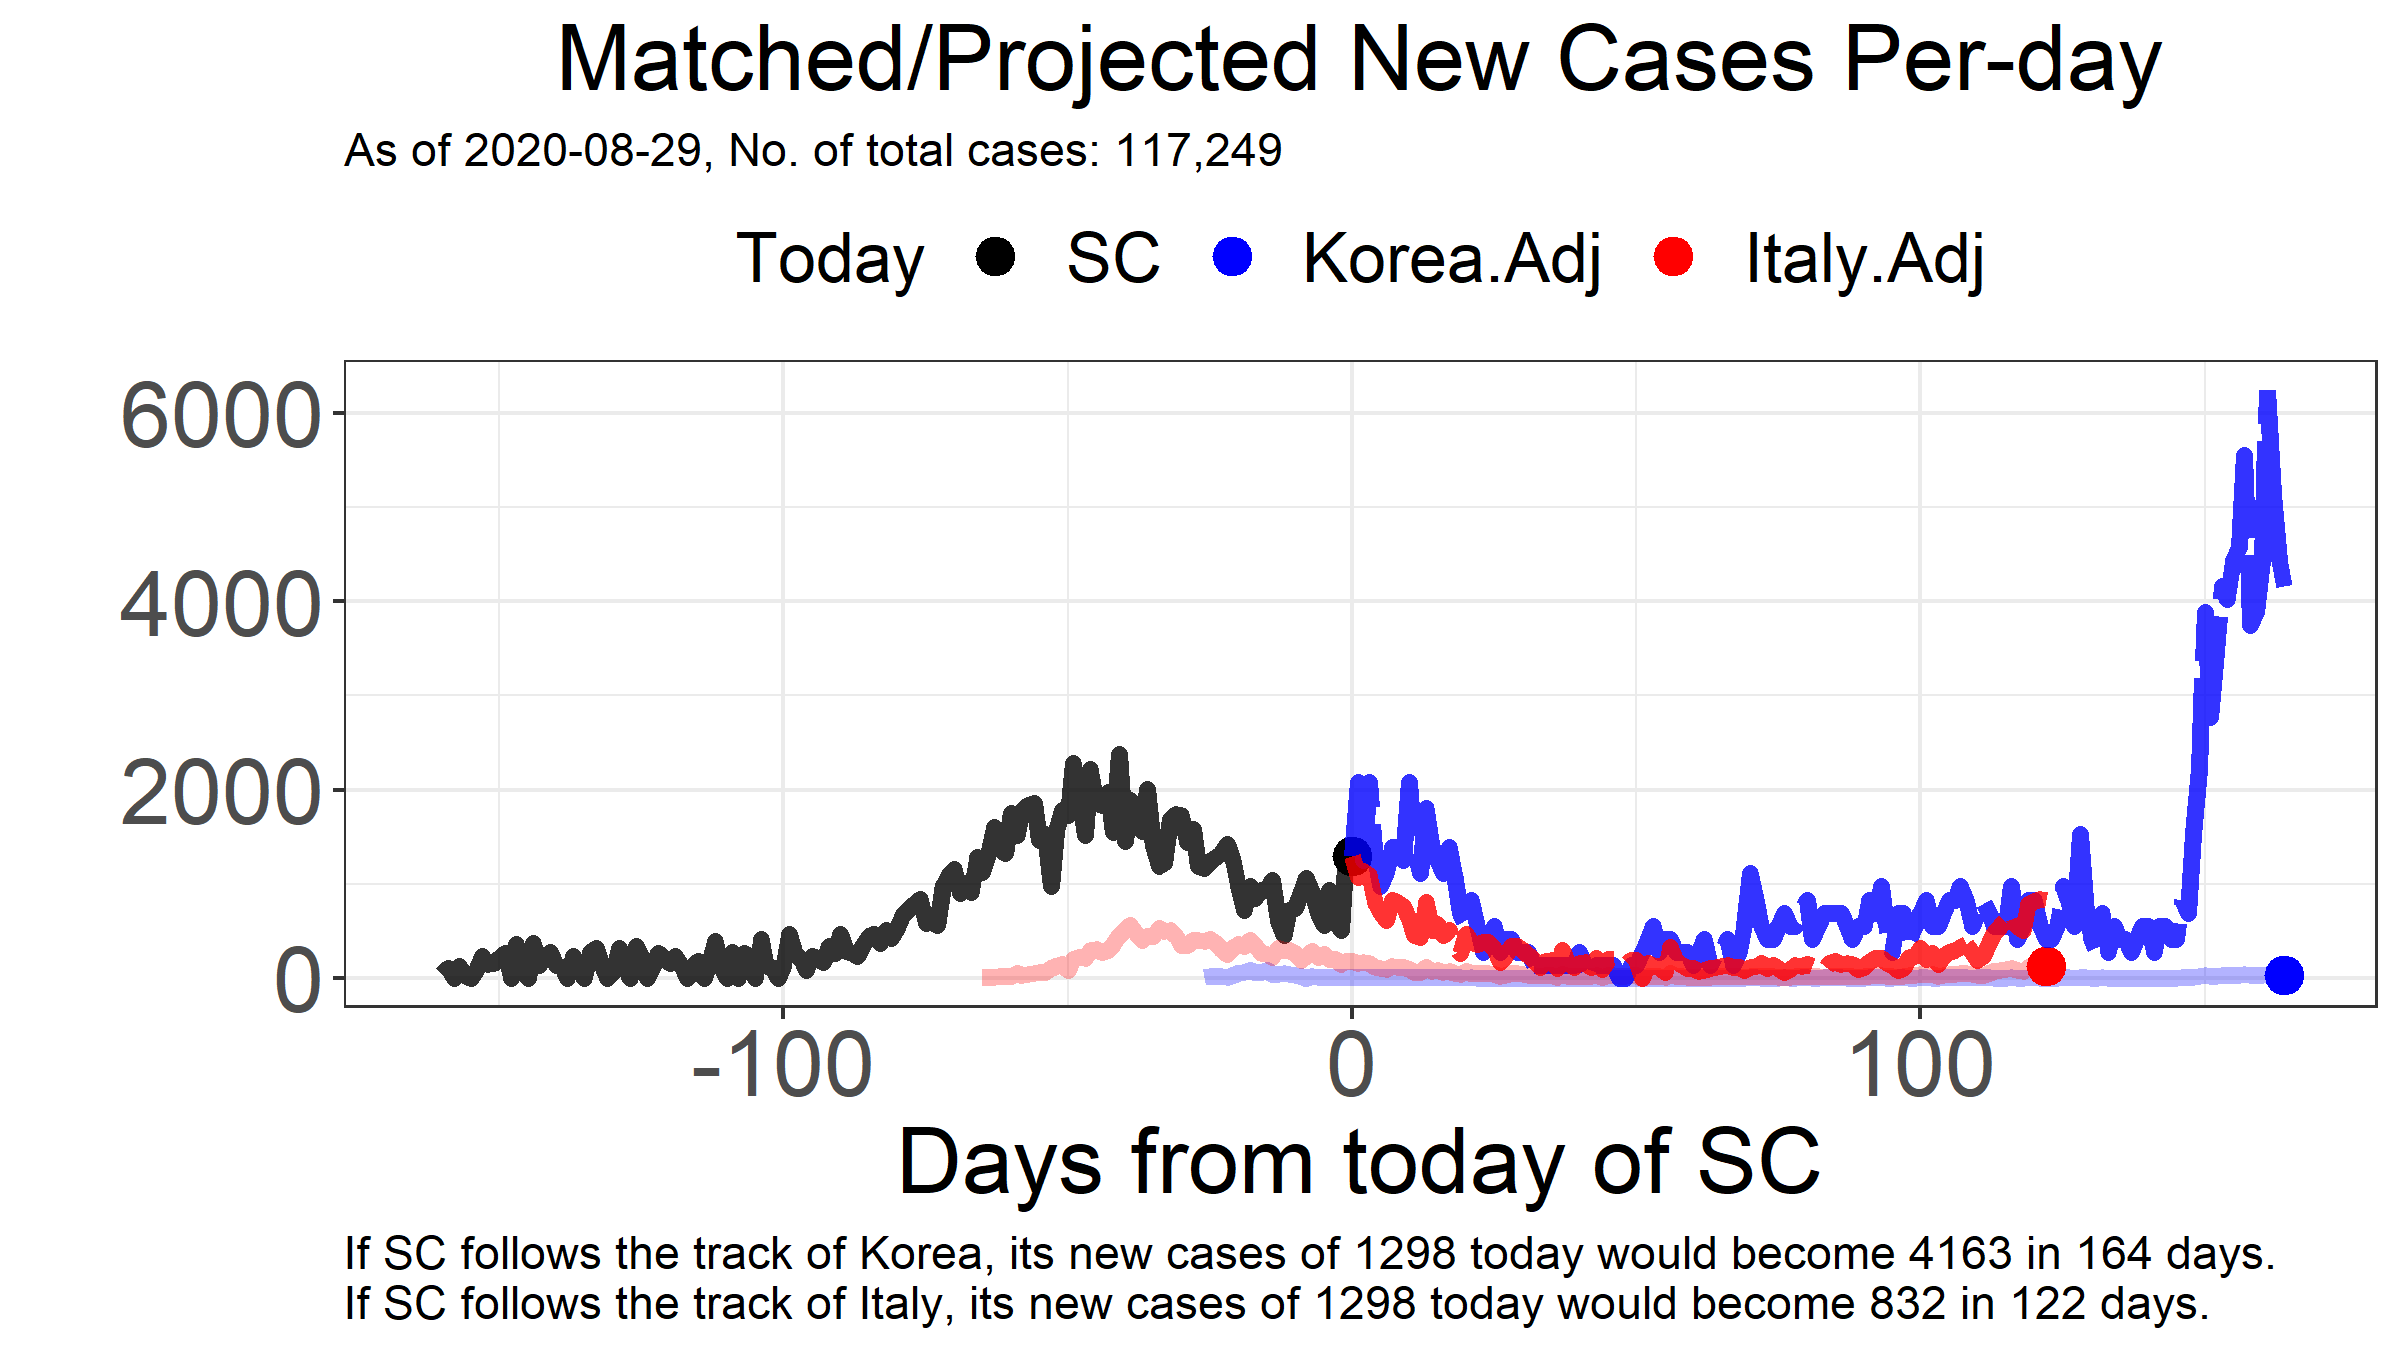 Matched/Projected New Cases Per-day
As of 2020-08-29, No. of total cases: 117,249
Today SC Korea.Adj Italy.Adj
6000
4000
2000
0
-100 0 100
Days from today of SC
If SC follows the track of Korea, its new cases of 1298 today would become 4163 in 164 days.
If SC follows the track of Italy, its new cases of 1298 today would become 832 in 122 days.